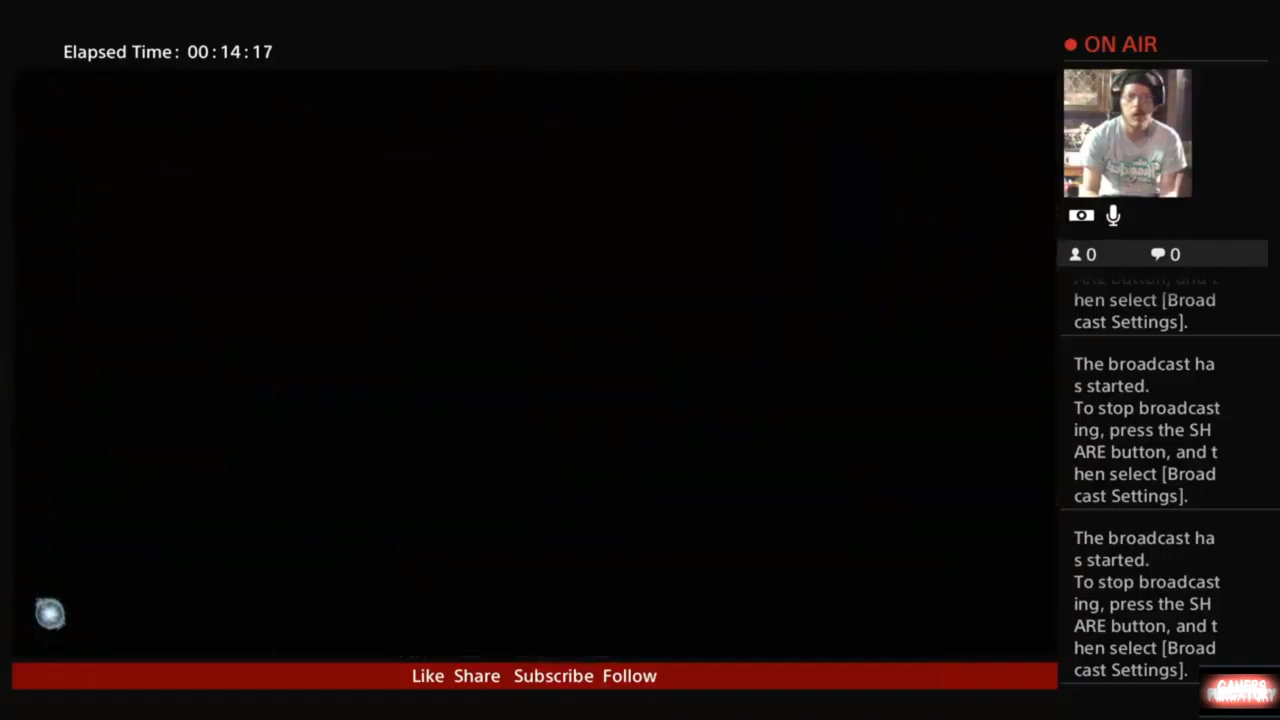 Elapsed Time: 00:14:17
ON AIR
0 0
hen select [Broad
cast Settings].
The broadcast ha
s started.
To stop broadcast
ing, press the SH
ARE button, and t
hen select [Broad
cast Settings].
The broadcast ha
s started.
To stop broadcast
ing, press the SH
ARE button, and t
hen select [Broad
cast Settings].
Like Share Subscribe Follow